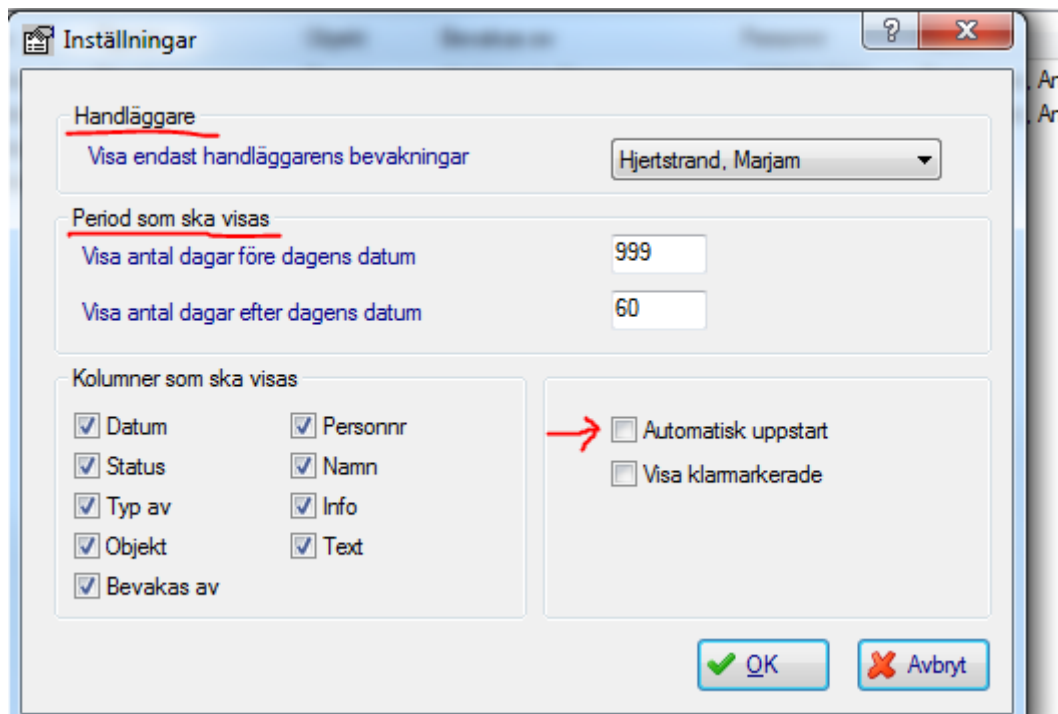 Inställningar
Handläggare
Visa endast handläggarens bevakningar
Hjertstrand, Marjam
Period som ska visas
Visa antal dagar före dagens datum
999
Visa antal dagar efter dagens datum
60
Kolumner som ska visas
Datum
Personnr
Status
Namn
Typ av
Info
Objekt
Text
Bevakas av
Automatisk uppstart
Visa klarmarkerade
OK
Avbryt